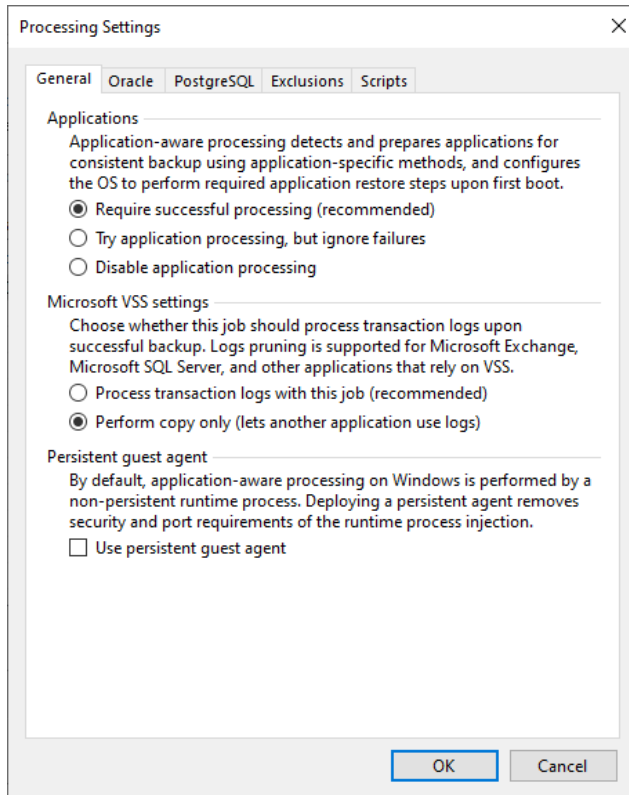 Processing Settings
General Oracle PostgreSQL Exclusions Scripts
Applications
Application-aware processing detects and prepares applications for
consistent backup using application-specific methods, and configures
the OS to perform required application restore steps upon first boot.
Require successful processing (recommended)
Try application processing, but ignore failures
Disable application processing
Microsoft VSS settings
Choose whether this job should process transaction logs upon
successful backup. Logs pruning is supported for Microsoft Exchange,
Microsoft SQL Server, and other applications that rely on VSS.
Process transaction logs with this job (recommended)
Perform copy only (lets another application use logs)
Persistent guest agent
By default, application-aware processing on Windows is performed by a
non-persistent runtime process. Deploying a persistent agent removes
security and port requirements of the runtime process injection.
Use persistent guest agent
OK Cancel